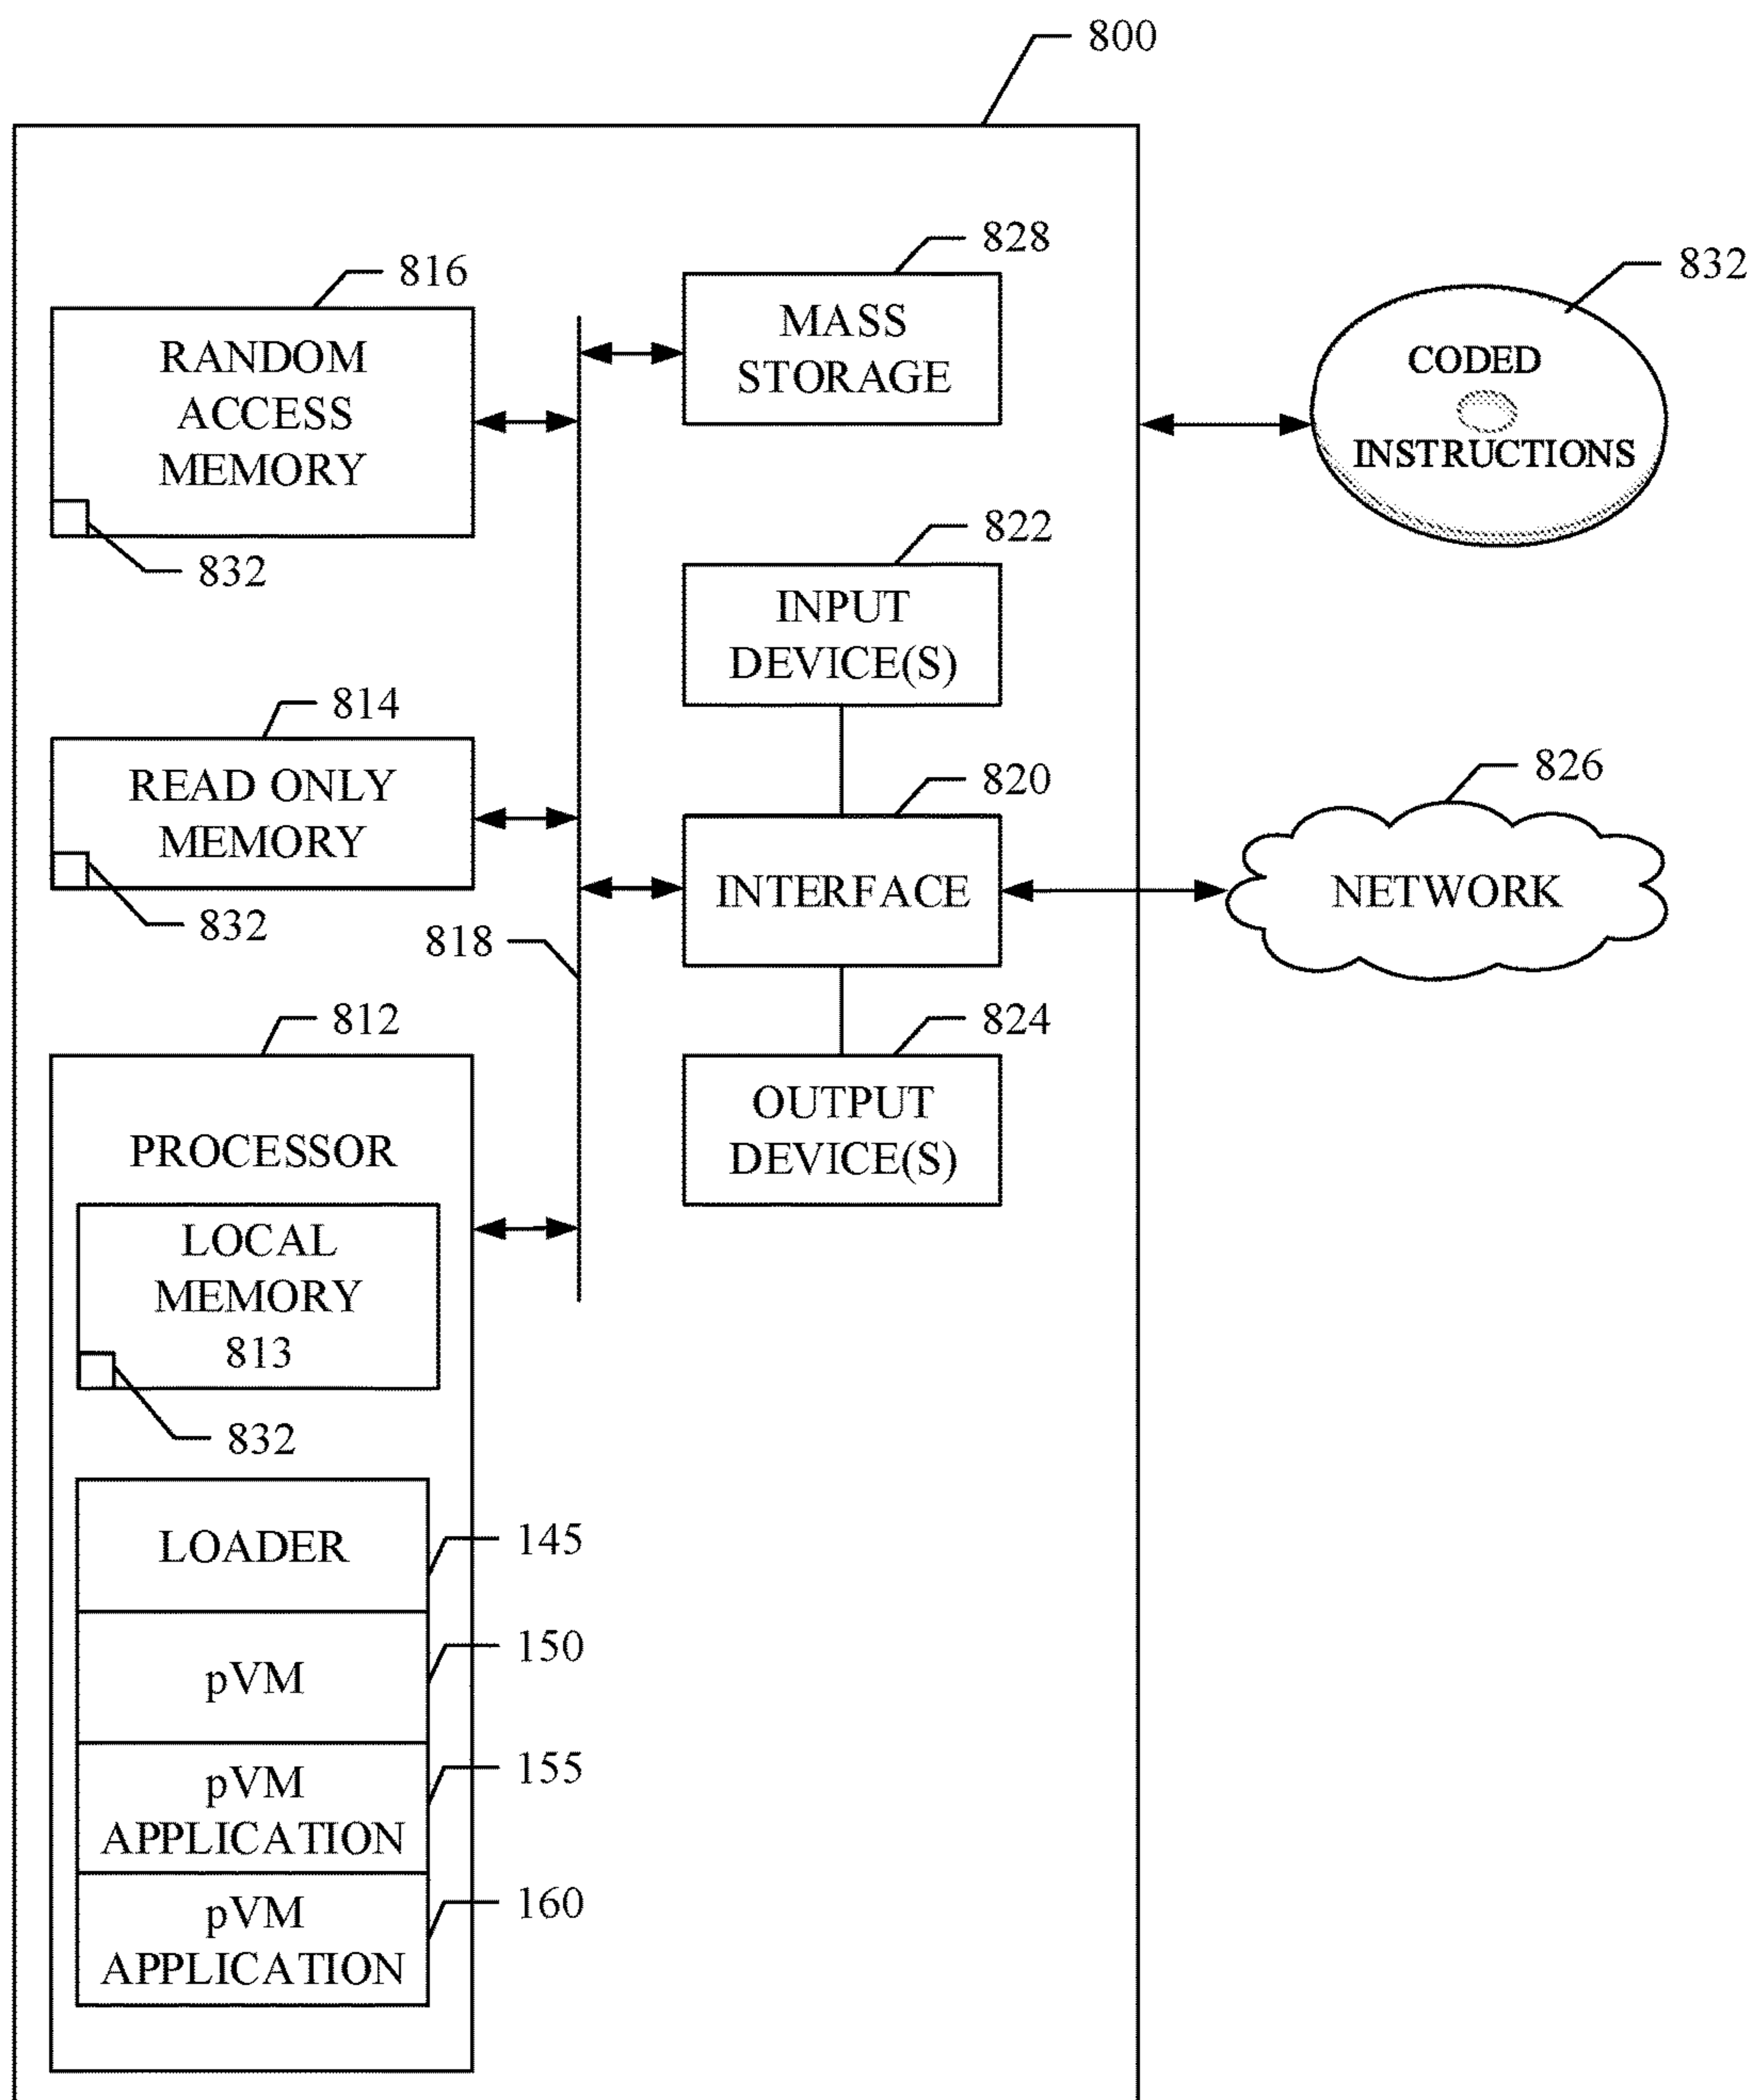 800
828
816
832
MASS
STORAGE
RANDOM
ACCESS
MEMORY
CODED
INSTRUCTIONS
832
822
INPUT
DEVICE(S)
814
READ ONLY
MEMORY
832
820
826
INTERFACE
NETWORK
818
812
824
OUTPUT
DEVICE(S)
PROCESSOR
LOCAL
MEMORY
813
832
LOADER
145
pVM
150
pVM
APPLICATION
155
pVM
APPLICATION
160